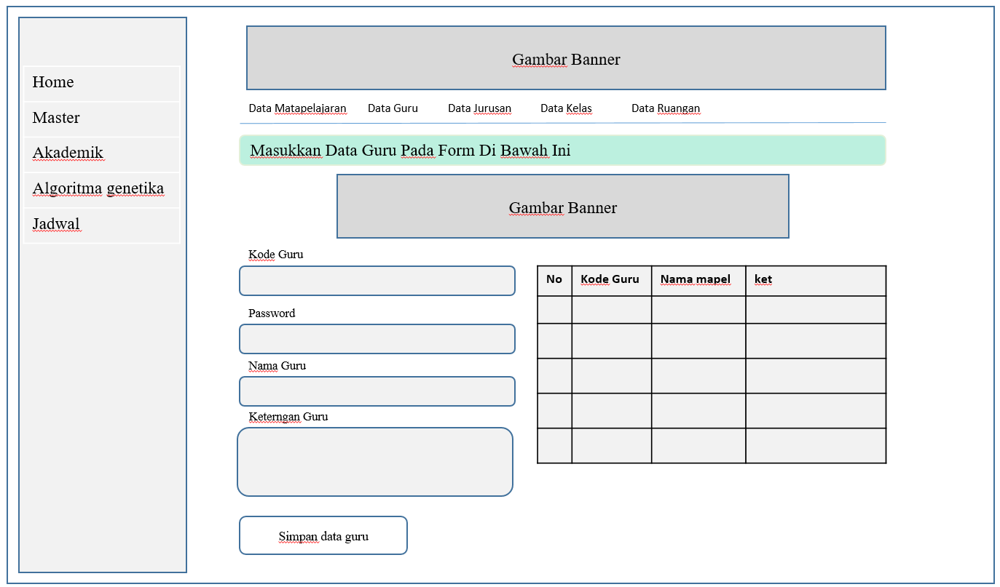 Home
Master
Akademik
Algoritma genetika
Jadwal
Gambar Banner
Data Matapelajaran Data Guru Data Jurusan Data Kelas Data Ruangan
Masukkan Data Guru Pada Form Di Bawah Ini
Gambar Banner
Kode Guru
Password
Nama Guru
Keterngan Guru
Simpan data guru
No Kode Guru Nama mapel ket